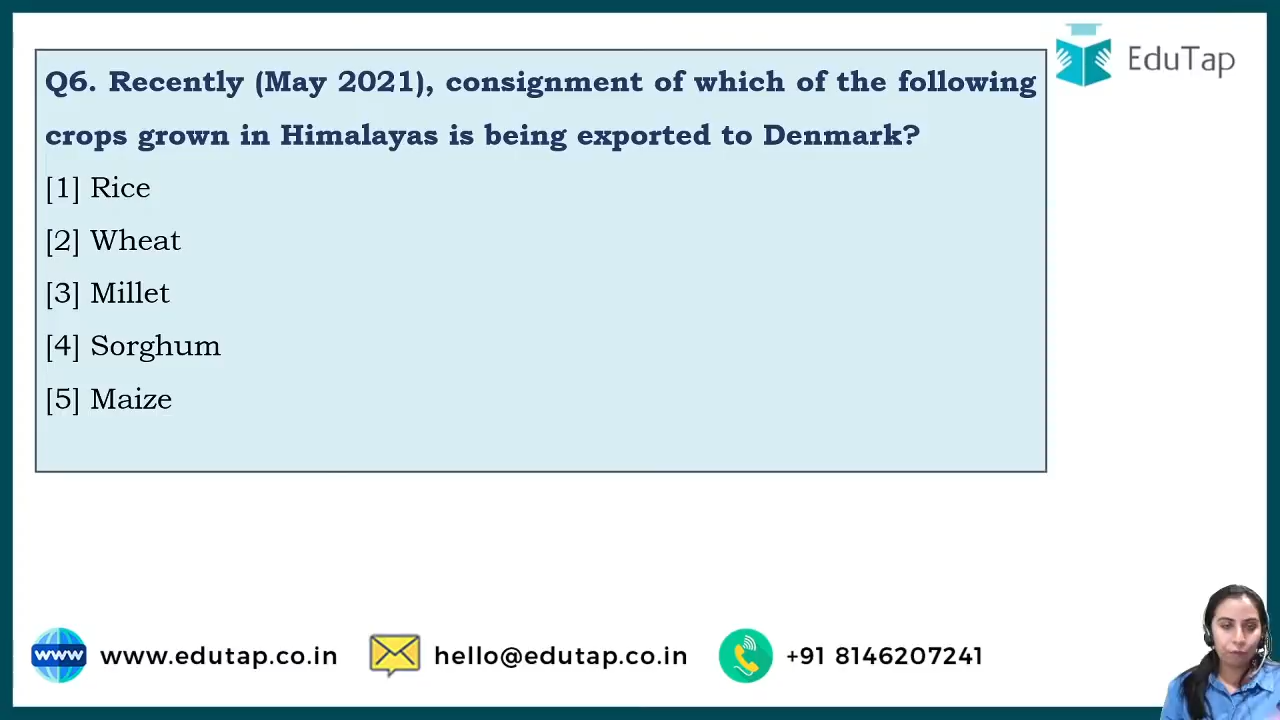 EduTap
Q6. Recently (May 2021), consignment of which of the following
crops grown in Himalayas is being exported to Denmark?
[1] Rice
[2] Wheat
[3] Millet
[4] Sorghum
[5] Maize
www www.edutap.co.in hello@edutap.co.in +91 8146207241